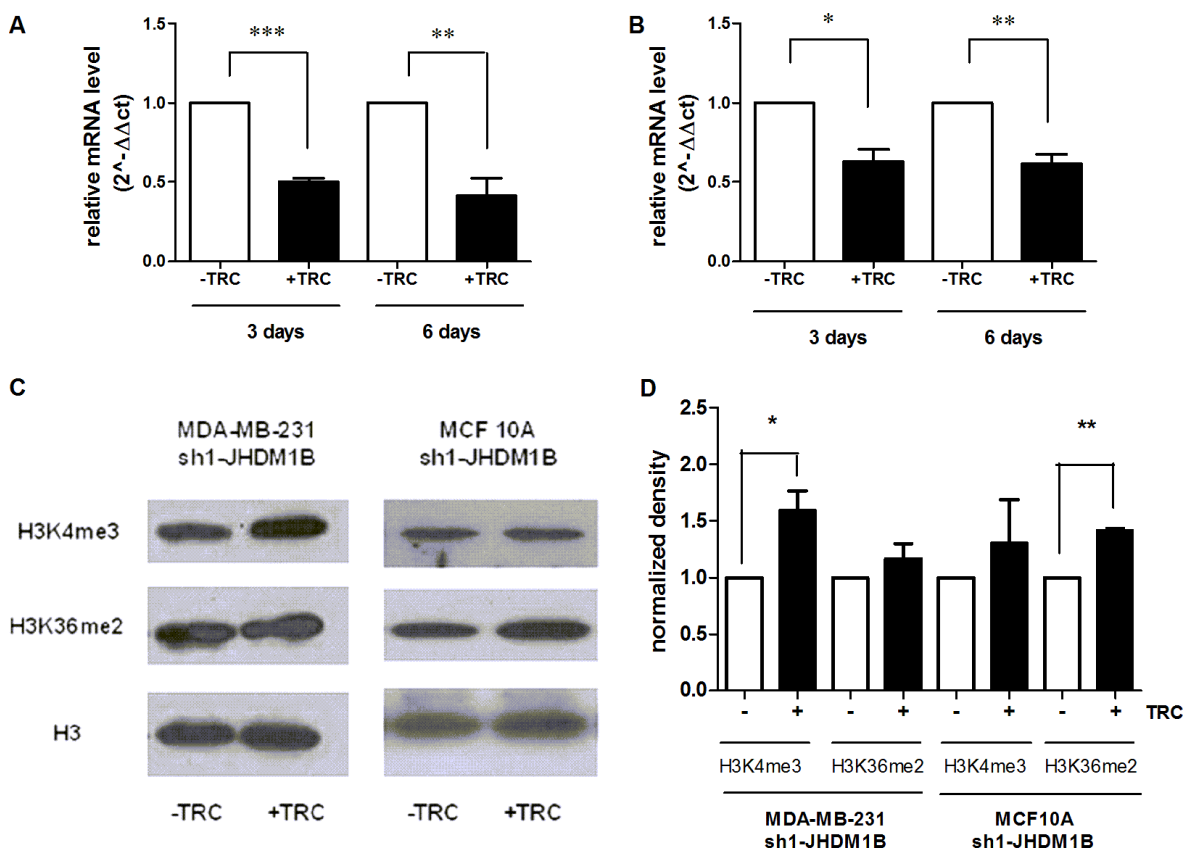 A
relative mRNA level
(2^-ΔΔct)
1.5
1.0
0.5
0.0
***
**
-TRC +TRC -TRC +TRC
3 days 6 days
B
relative mRNA level
(2^-ΔΔct)
1.5
1.0
0.5
0.0
*
**
-TRC +TRC -TRC +TRC
3 days 6 days
C
MDA-MB-231
sh1-JHDM1B
MCF 10A
sh1-JHDM1B
H3K4me3
H3K36me2
H3
-TRC +TRC -TRC +TRC
D
normalized density
2.5
2.0
1.5
1.0
0.5
0.0
*
**
- + - + - + - + TRC
H3K4me3 H3K36me2 H3K4me3 H3K36me2
MDA-MB-231
sh1-JHDM1B
MCF10A
sh1-JHDM1B